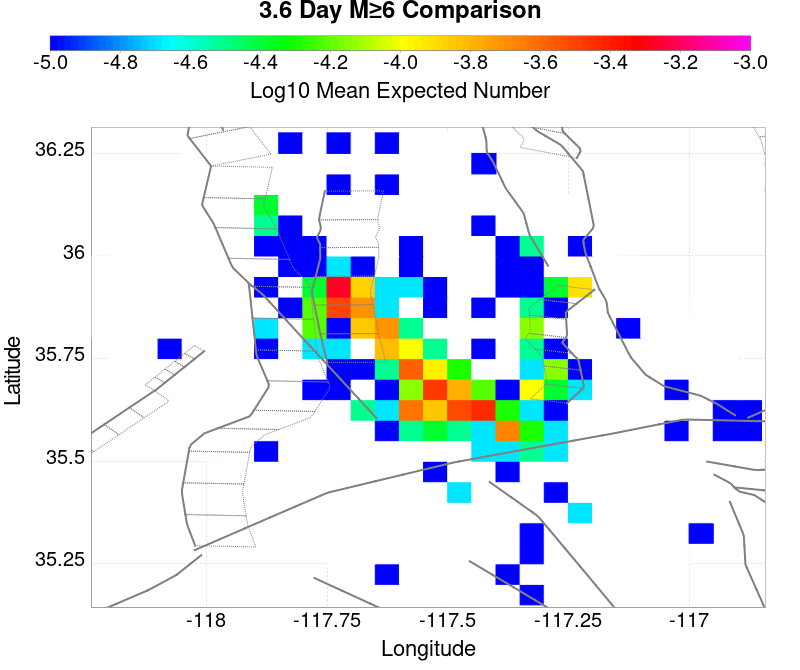 3.6 Day M≥6 Comparison
-5.0 -4.8 -4.6 -4.4 -4.2 -4.0 -3.8 -3.6 -3.4 -3.2 -3.0
Log10 Mean Expected Number
36.25
36
35.75
35.5
35.25
Latitude
-118 -117.75 -117.5 -117.25 -117
Longitude